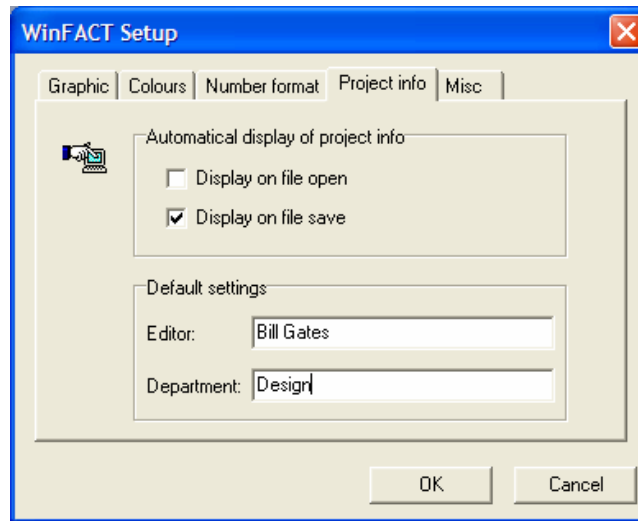 WinFACT Setup
Graphic Colours Number format Project info Misc
Automatical display of project info
Display on file open
Display on file save
Default settings
Editor: Bill Gates
Department: Design
OK Cancel